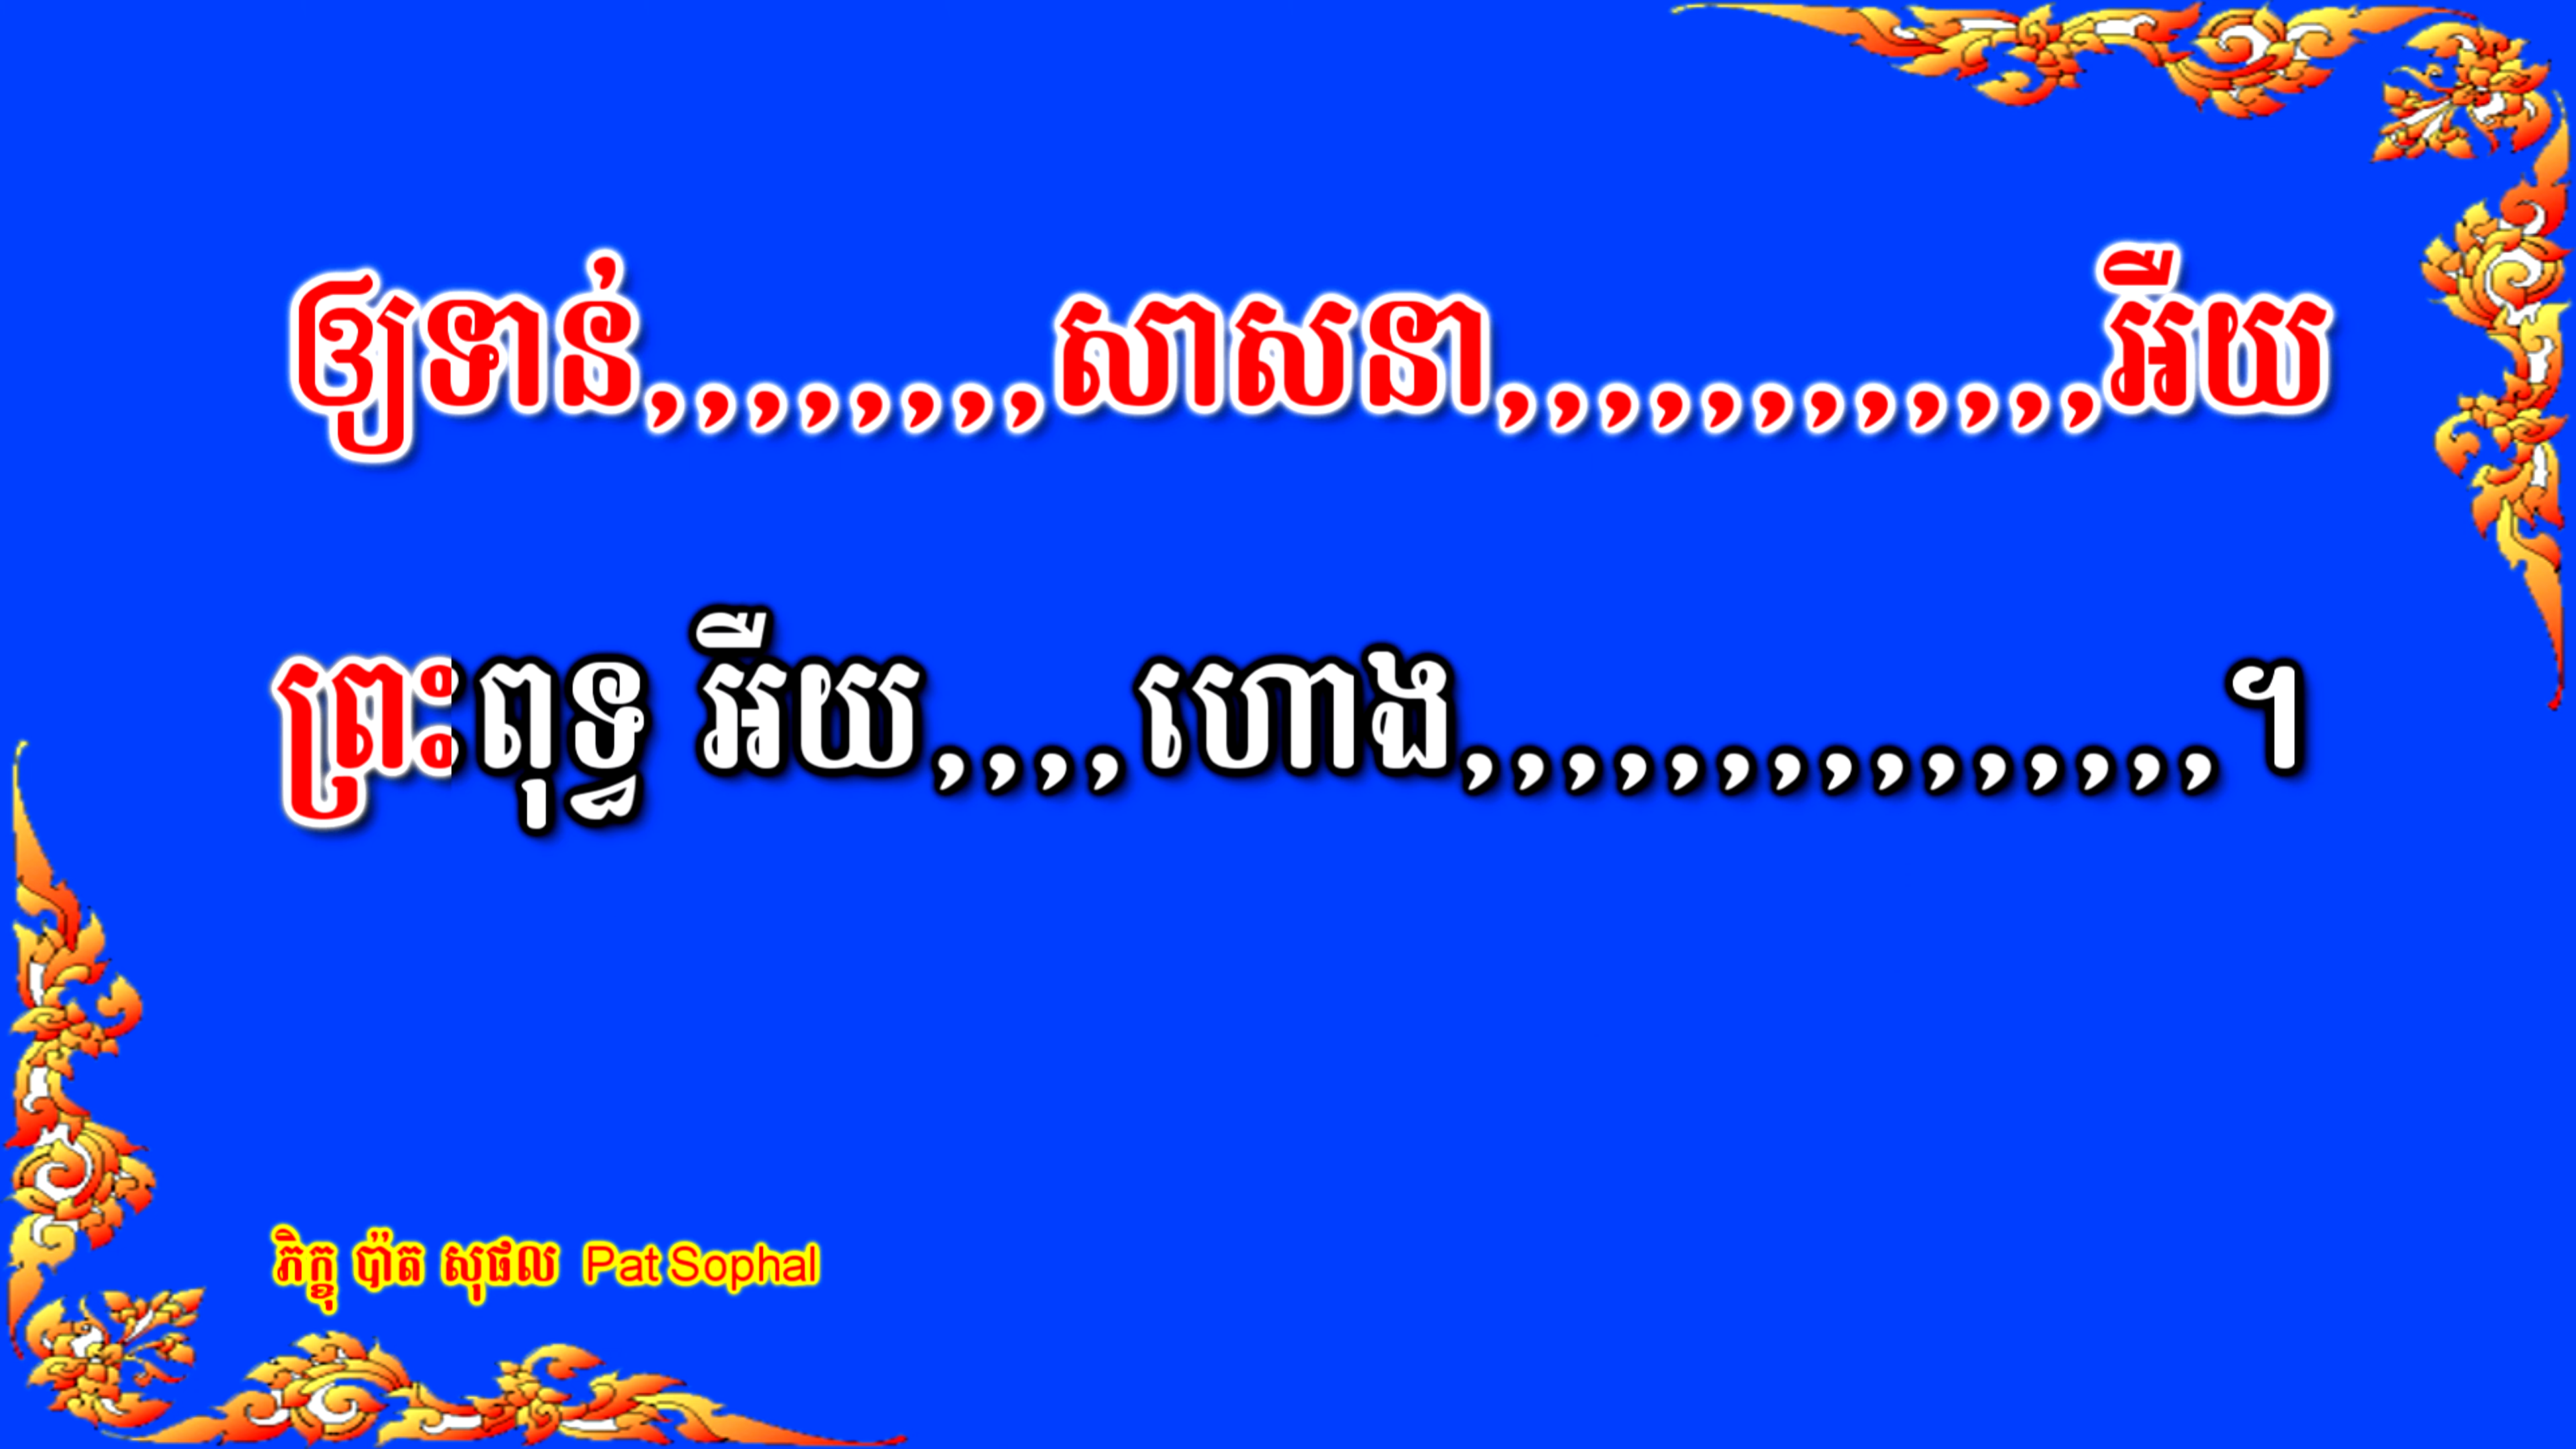 ឲ្យទាន់,,,,,,,,សាសនា,,,,,,,,,,,,អឺយ
ព្រះពុទ្ធ អឺយ,,,,ហោង,,,,,,,,,,,,,,,។
ភិក្ខុ ប៉ាត សុផល Pat Sophal